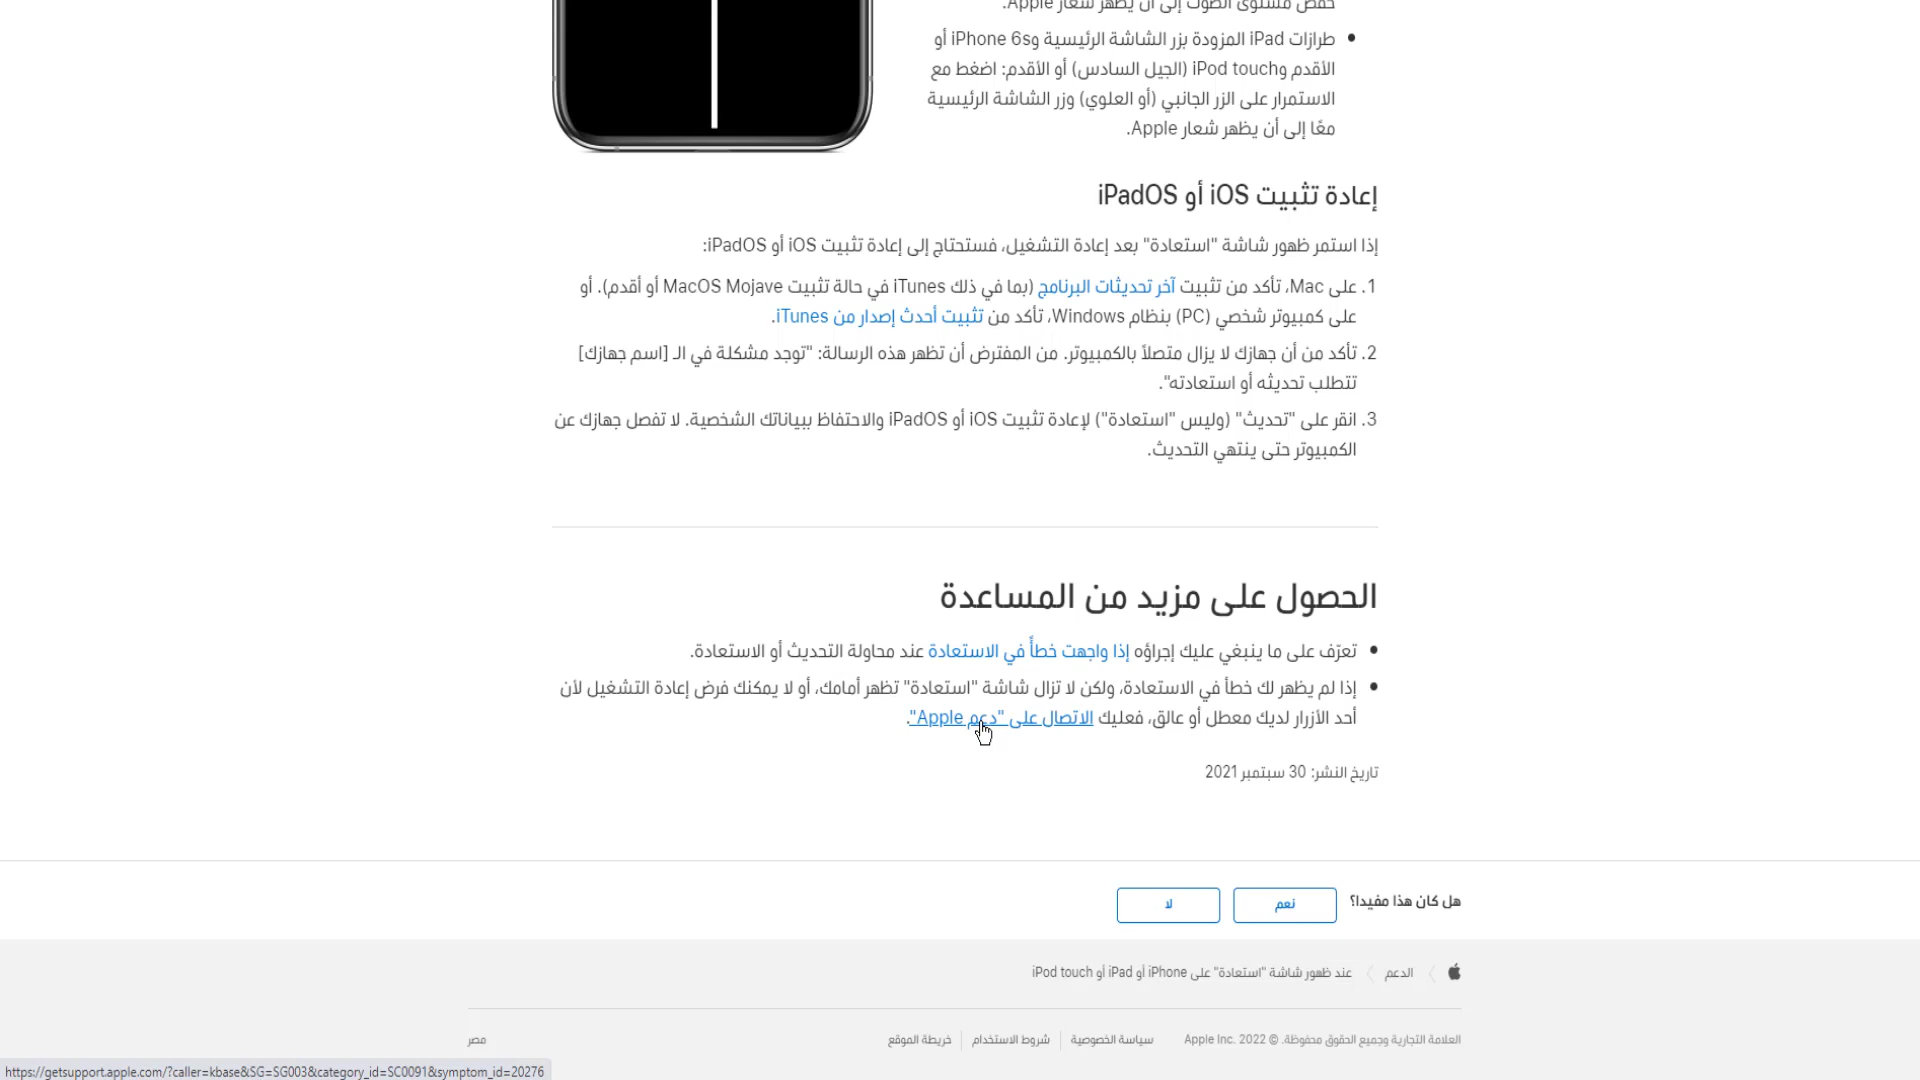 خفض مستوى الصوت إلى أن يظهر شعار Apple.
• طرازات iPad المزودة بزر الشاشة الرئيسية وiPhone 6s أو
الأقدم وiPod touch (الجيل السادس) أو الأقدم: اضغط مع
الاستمرار على الزر الجانبي (أو العلوي) وزر الشاشة الرئيسية
معًا إلى أن يظهر شعار Apple.
إعادة تثبيت iOS أو iPadOS
إذا استمر ظهور شاشة "استعادة" بعد إعادة التشغيل، فستحتاج إلى إعادة تثبيت iOS أو iPadOS:
1. على Mac، تأكد من تثبيت آخر تحديثات البرنامج (بما في ذلك iTunes في حالة تثبيت MacOS Mojave أو أقدم). أو
على كمبيوتر شخصي (PC) بنظام Windows، تأكد من تثبيت أحدث إصدار من iTunes.
2. تأكد من أن جهازك لا يزال متصلاً بالكمبيوتر. من المفترض أن تظهر هذه الرسالة: "توجد مشكلة في الـ [اسم جهازك]
تتطلب تحديثه أو استعادته".
3. انقر على "تحديث" (وليس "استعادة") لإعادة تثبيت iOS أو iPadOS والاحتفاظ ببياناتك الشخصية. لا تفصل جهازك عن
الكمبيوتر حتى ينتهي التحديث.
الحصول على مزيد من المساعدة
• تعرّف على ما ينبغي عليك إجراؤه إذا واجهت خطأً في الاستعادة عند محاولة التحديث أو الاستعادة.
• إذا لم يظهر لك خطأ في الاستعادة، ولكن لا تزال شاشة "استعادة" تظهر أمامك، أو لا يمكنك فرض إعادة التشغيل لأن
أحد الأزرار لديك معطل أو عالق، فعليك الاتصال على "دعم Apple".
تاريخ النشر: 30 سبتمبر 2021
هل كان هذا مفيدا؟ نعم لا
الدعم عند ظهور شاشة "استعادة" على iPhone أو iPad أو iPod touch
العلامة التجارية وجميع الحقوق محفوظة. © 2022 Apple Inc. سياسة الخصوصية شروط الاستخدام خريطة الموقع مصر
https://getsupport.apple.com/?caller=kbase&SG=SG003&category_id=SC0091&symptom_id=20276